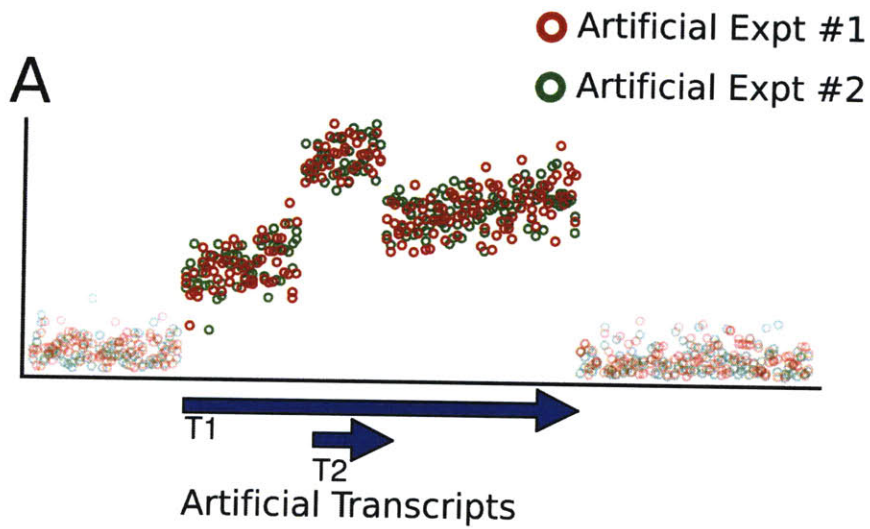 Artificial Expt #1
Artificial Expt #2
A
T1
T2
Artificial Transcripts